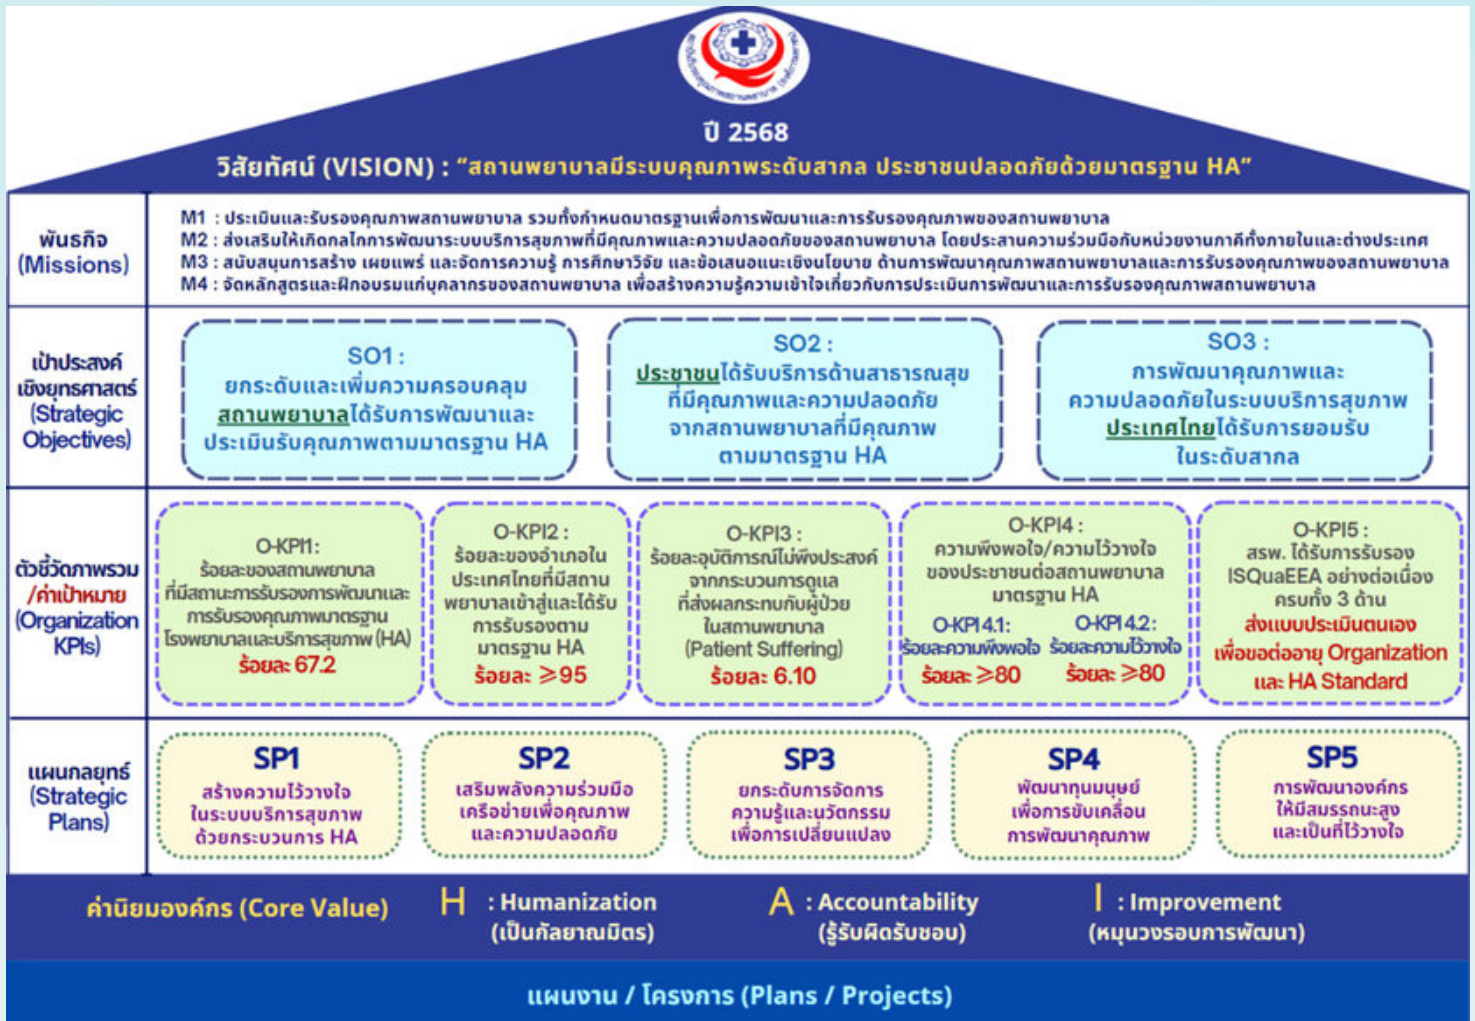 ปี 2568
วิสัยทัศน์ (VISION) : “สถานพยาบาลมีระบบคุณภาพระดับสากล ประชาชนปลอดภัยด้วยมาตรฐาน HA”
พันธกิจ
(Missions)
M1 : ประเมินและรับรองคุณภาพสถานพยาบาล รวมทั้งกำหนดมาตรฐานเพื่อการพัฒนาและการรับรองคุณภาพของสถานพยาบาล
M2 : ส่งเสริมให้เกิดกลไกการพัฒนาระบบบริการสุขภาพที่มีคุณภาพและความปลอดภัยของสถานพยาบาล โดยประสานความร่วมมือกับหน่วยงานภาคีทั้งภายในและต่างประเทศ
M3 : สนับสนุนการสร้าง เผยแพร่ และจัดการความรู้ การศึกษาวิจัย และข้อเสนอแนะเชิงนโยบาย ด้านการพัฒนาคุณภาพสถานพยาบาลและการรับรองคุณภาพของสถานพยาบาล
M4 : จัดหลักสูตรและฝึกอบรมแก่บุคลากรของสถานพยาบาล เพื่อสร้างความรู้ความเข้าใจเกี่ยวกับการประเมินการพัฒนาและการรับรองคุณภาพสถานพยาบาล
เป้าประสงค์
เชิงยุทธศาสตร์
(Strategic
Objectives)
SO1 :
ยกระดับและเพิ่มความครอบคลุม
สถานพยาบาลได้รับการพัฒนาและ
ประเมินรับคุณภาพตามมาตรฐาน HA
SO2 :
ประชาชนได้รับบริการด้านสาธารณสุข
ที่มีคุณภาพและความปลอดภัย
จากสถานพยาบาลที่มีคุณภาพ
ตามมาตรฐาน HA
SO3 :
การพัฒนาคุณภาพและ
ความปลอดภัยในระบบบริการสุขภาพ
ประเทศไทยได้รับการยอมรับ
ในระดับสากล
ตัวชี้วัดภาพรวม
/ค่าเป้าหมาย
(Organization
KPIs)
O-KPI1:
ร้อยละของสถานพยาบาล
ที่มีสถานะการรับรองการพัฒนาและ
การรับรองคุณภาพมาตรฐาน
โรงพยาบาลและบริการสุขภาพ (HA)
ร้อยละ 67.2
O-KPI2 :
ร้อยละของอำเภอใน
ประเทศไทยที่มีสถาน
พยาบาลเข้าสู่และได้รับ
การรับรองตาม
มาตรฐาน HA
ร้อยละ ≥95
O-KPI3 :
ร้อยละอุบัติการณ์ไม่พึงประสงค์
จากกระบวนการดูแล
ที่ส่งผลกระทบกับผู้ป่วย
ในสถานพยาบาล
(Patient Suffering)
ร้อยละ 6.10
O-KPI4 :
ความพึงพอใจ/ความไว้วางใจ
ของประชาชนต่อสถานพยาบาล
มาตรฐาน HA
O-KPI 4.1: O-KPI 4.2:
ร้อยละความพึงพอใจ ร้อยละความไว้วางใจ
ร้อยละ ≥80 ร้อยละ ≥80
O-KPI5 :
สรพ. ได้รับการรับรอง
ISQuaEEA อย่างต่อเนื่อง
ครบทั้ง 3 ด้าน
ส่งแบบประเมินตนเอง
เพื่อขอต่ออายุ Organization
และ HA Standard
แผนกลยุทธ์
(Strategic
Plans)
SP1
สร้างความไว้วางใจ
ในระบบบริการสุขภาพ
ด้วยกระบวนการ HA
SP2
เสริมพลังความร่วมมือ
เครือข่ายเพื่อคุณภาพ
และความปลอดภัย
SP3
ยกระดับการจัดการ
ความรู้และนวัตกรรม
เพื่อการเปลี่ยนแปลง
SP4
พัฒนาทุนมนุษย์
เพื่อการขับเคลื่อน
การพัฒนาคุณภาพ
SP5
การพัฒนาองค์กร
ให้มีสมรรถนะสูง
และเป็นที่ไว้วางใจ
ค่านิยมองค์กร (Core Value)
H : Humanization
(เป็นกัลยาณมิตร)
A : Accountability
(รู้รับผิดรับชอบ)
I : Improvement
(หมุนวงรอบการพัฒนา)
แผนงาน / โครงการ (Plans / Projects)